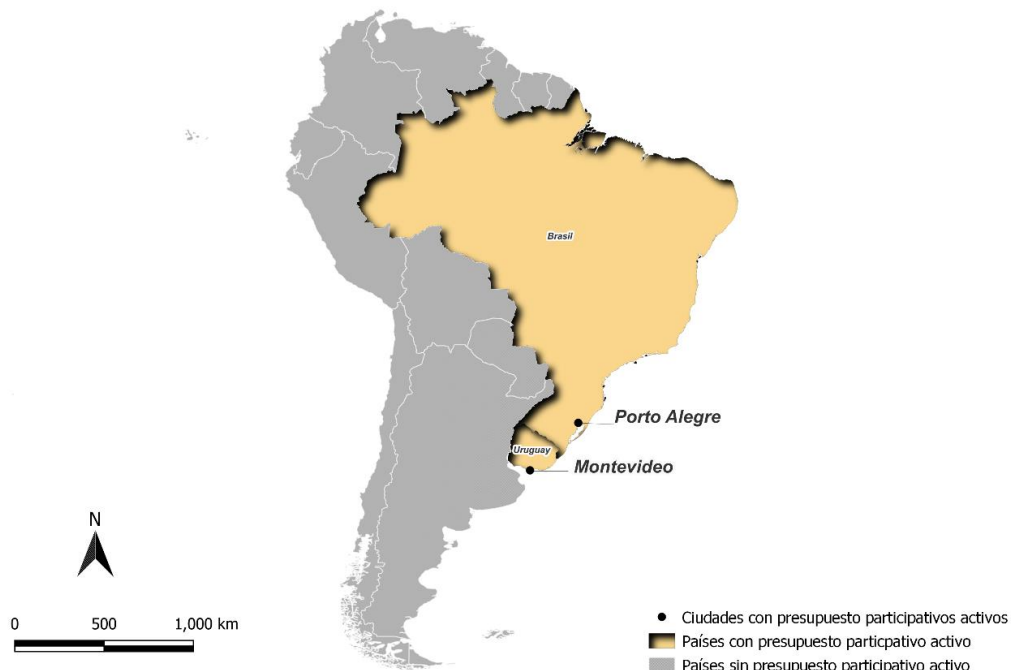 Brasil
Porto Alegre
Uruguay
Montevideo
N
0 500 1,000 km
Ciudades con presupuesto participativos activos
Países con presupuesto particpativo activo
Países sin presupuesto participativo activo